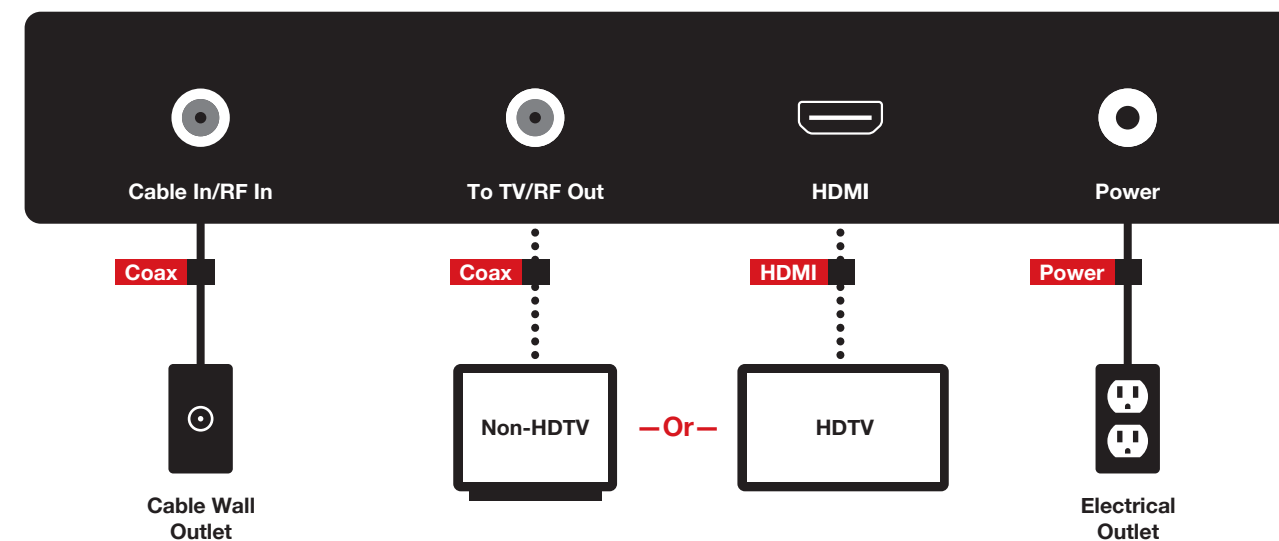 Cable In/RF In
To TV/RF Out
HDMI
Power
Coax
Coax
HDMI
Power
Non-HDTV
—Or—
HDTV
Cable Wall
Outlet
Electrical
Outlet